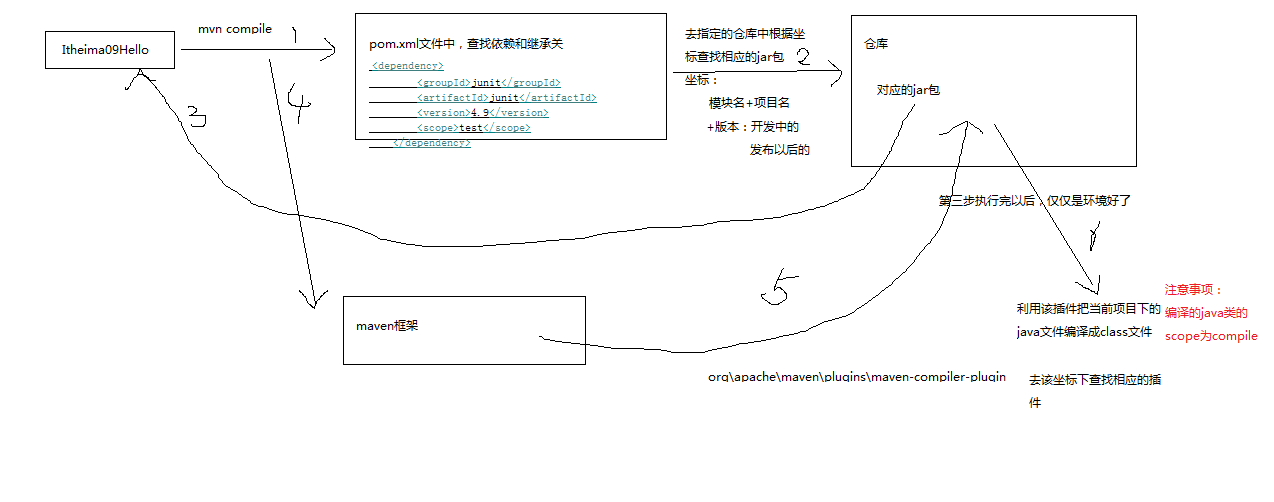 mvn compile
1
Itheima09Hello
pom.xml文件中，查找依赖和继承关
<dependency>
<groupId>junit</groupId>
<artifactId>junit</artifactId>
<version>4.9</version>
<scope>test</scope>
</dependency>
去指定的仓库中根据坐
标查找相应的jar包
2
坐标：
模块名+项目名
+版本：开发中的
发布以后的
仓库
对应的jar包
3
4
第三步执行完以后，仅仅是环境好了
5
maven框架
利用该插件把当前项目下的
java文件编译成class文件
注意事项：
编译的java类的
scope为compile
org\apache\maven\plugins\maven-compiler-plugin
去该坐标下查找相应的插
件